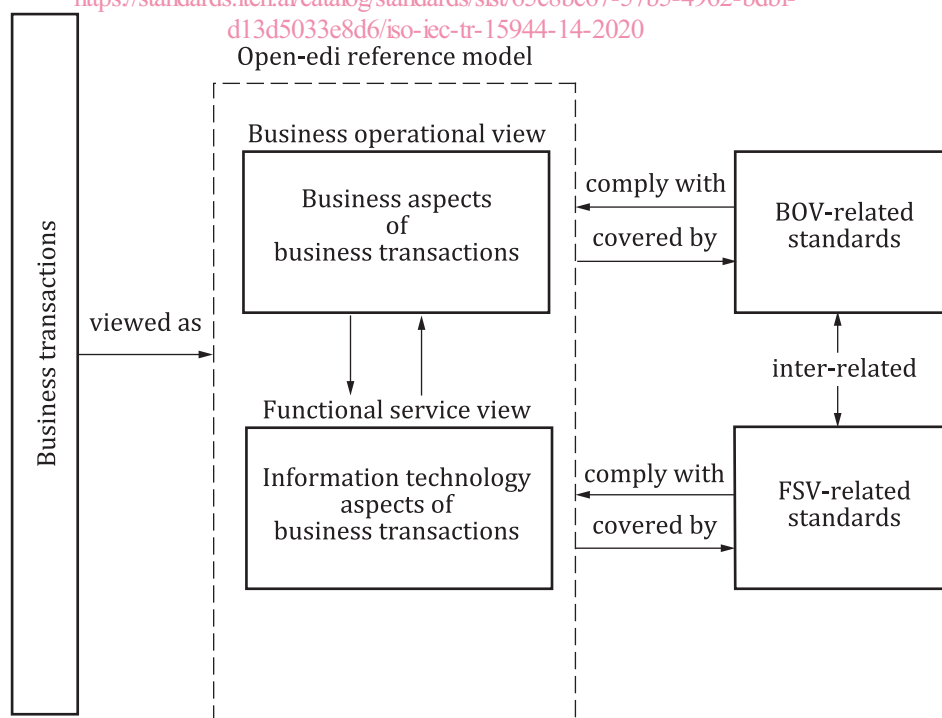 d13d5033e8d6/iso-iec-tr-15944-14-2020
Open-edi reference model
Business operational view
Business aspects
of
business transactions
comply with
covered by
BOV-related
standards
Business transactions
viewed as
inter-related
Functional service view
Information technology
aspects of
business transactions
comply with
covered by
FSV-related
standards